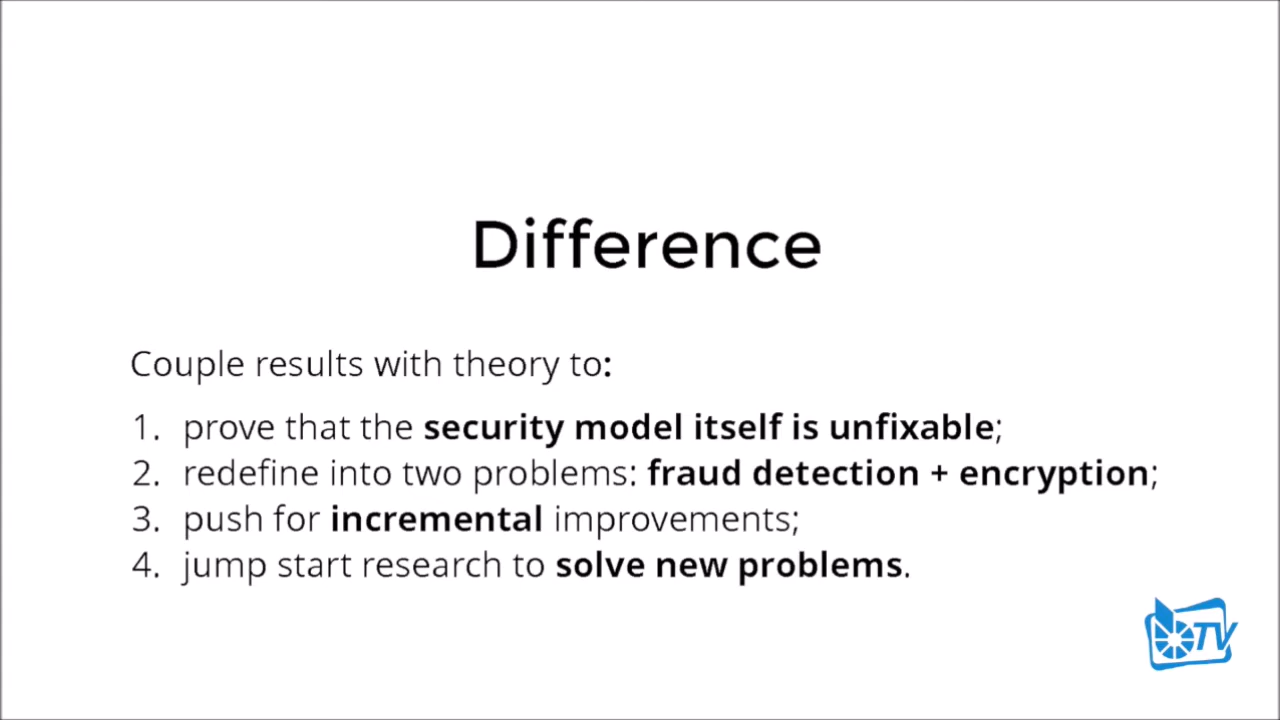 Difference
Couple results with theory to:
1. prove that the security model itself is unfixable;
2. redefine into two problems: fraud detection + encryption;
3. push for incremental improvements;
4. jump start research to solve new problems.
TV